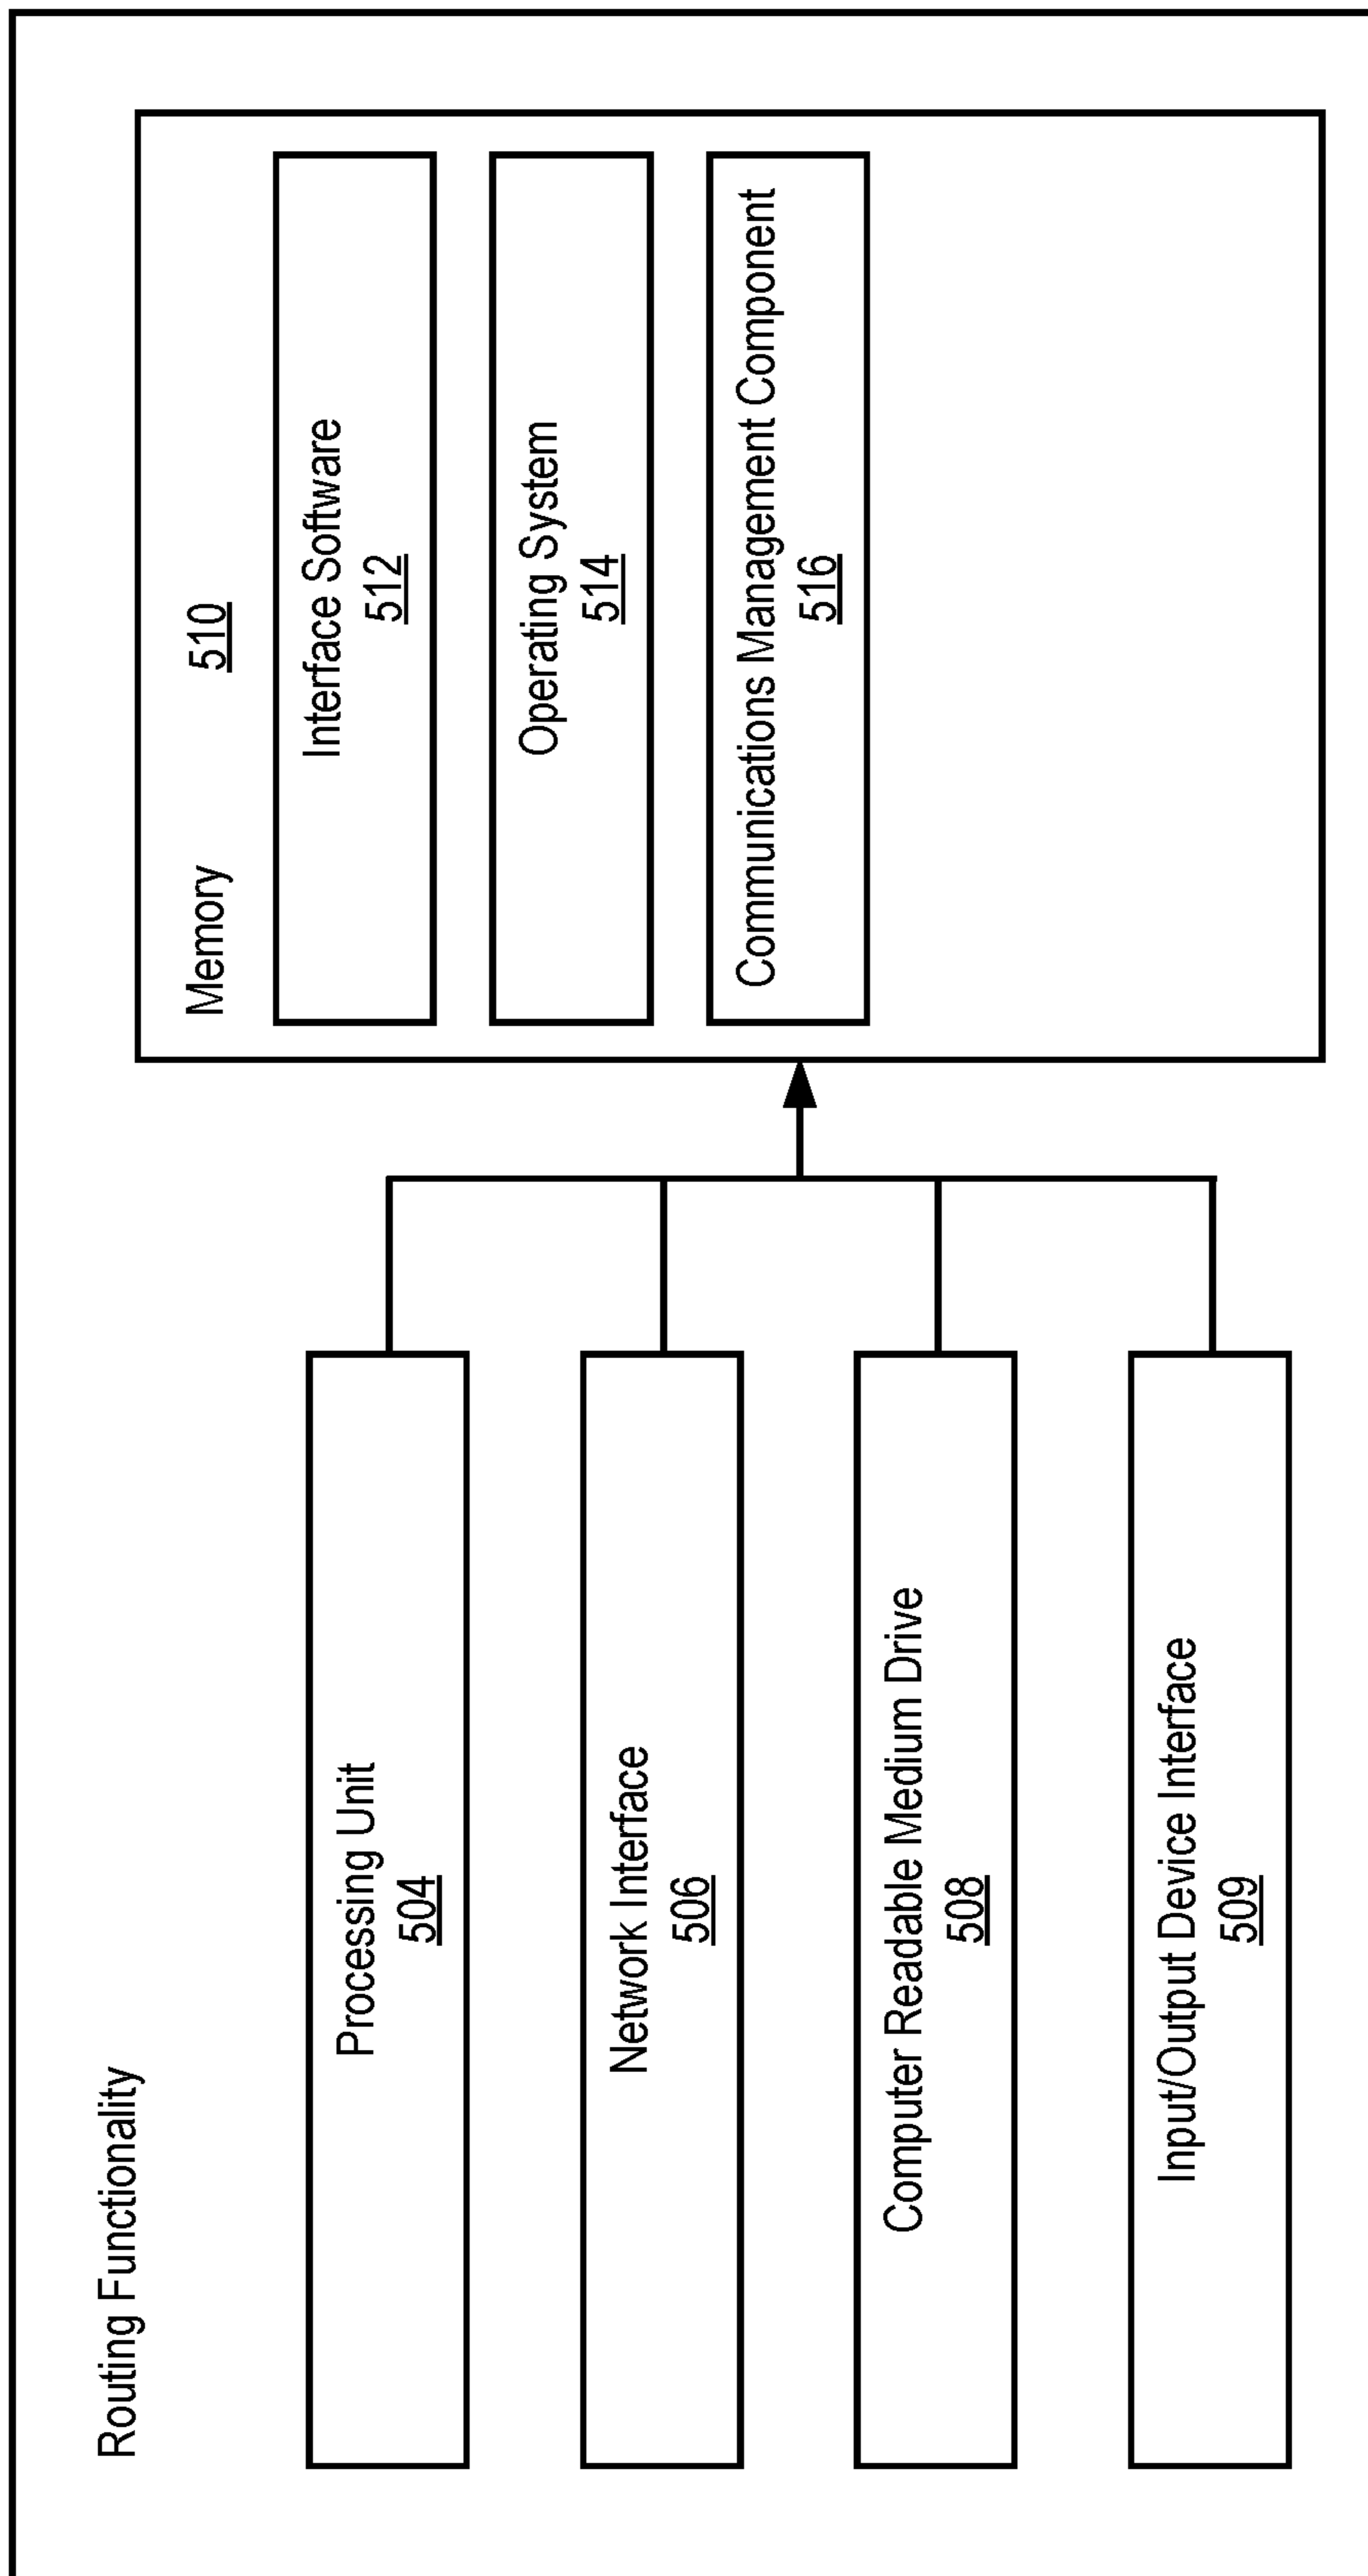 Routing Functionality
Processing Unit
504
Network Interface
506
Computer Readable Medium Drive
508
Input/Output Device Interface
509
Memory 510
Interface Software
512
Operating System
514
Communications Management Component
516